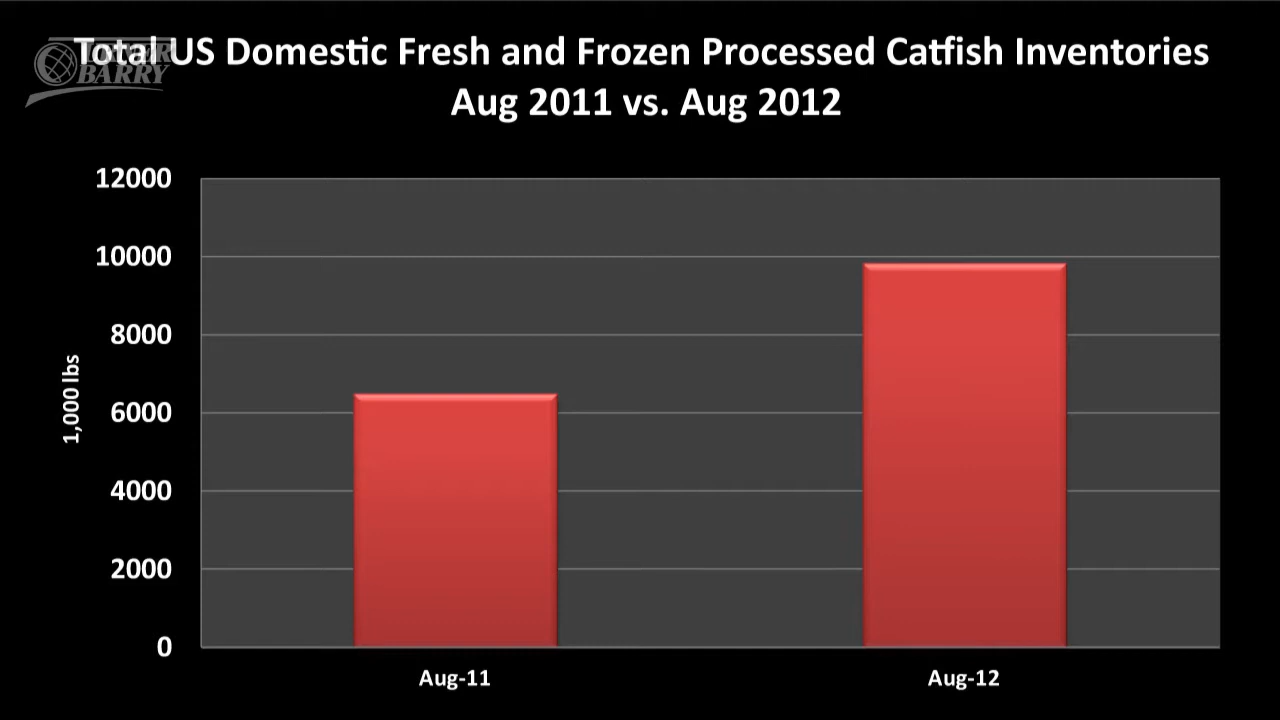 Total US Domestic Fresh and Frozen Processed Catfish Inventories
Aug 2011 vs. Aug 2012
BARRY
12000
10000
8000
6000
4000
2000
0
1,000 lbs
Aug-11
Aug-12